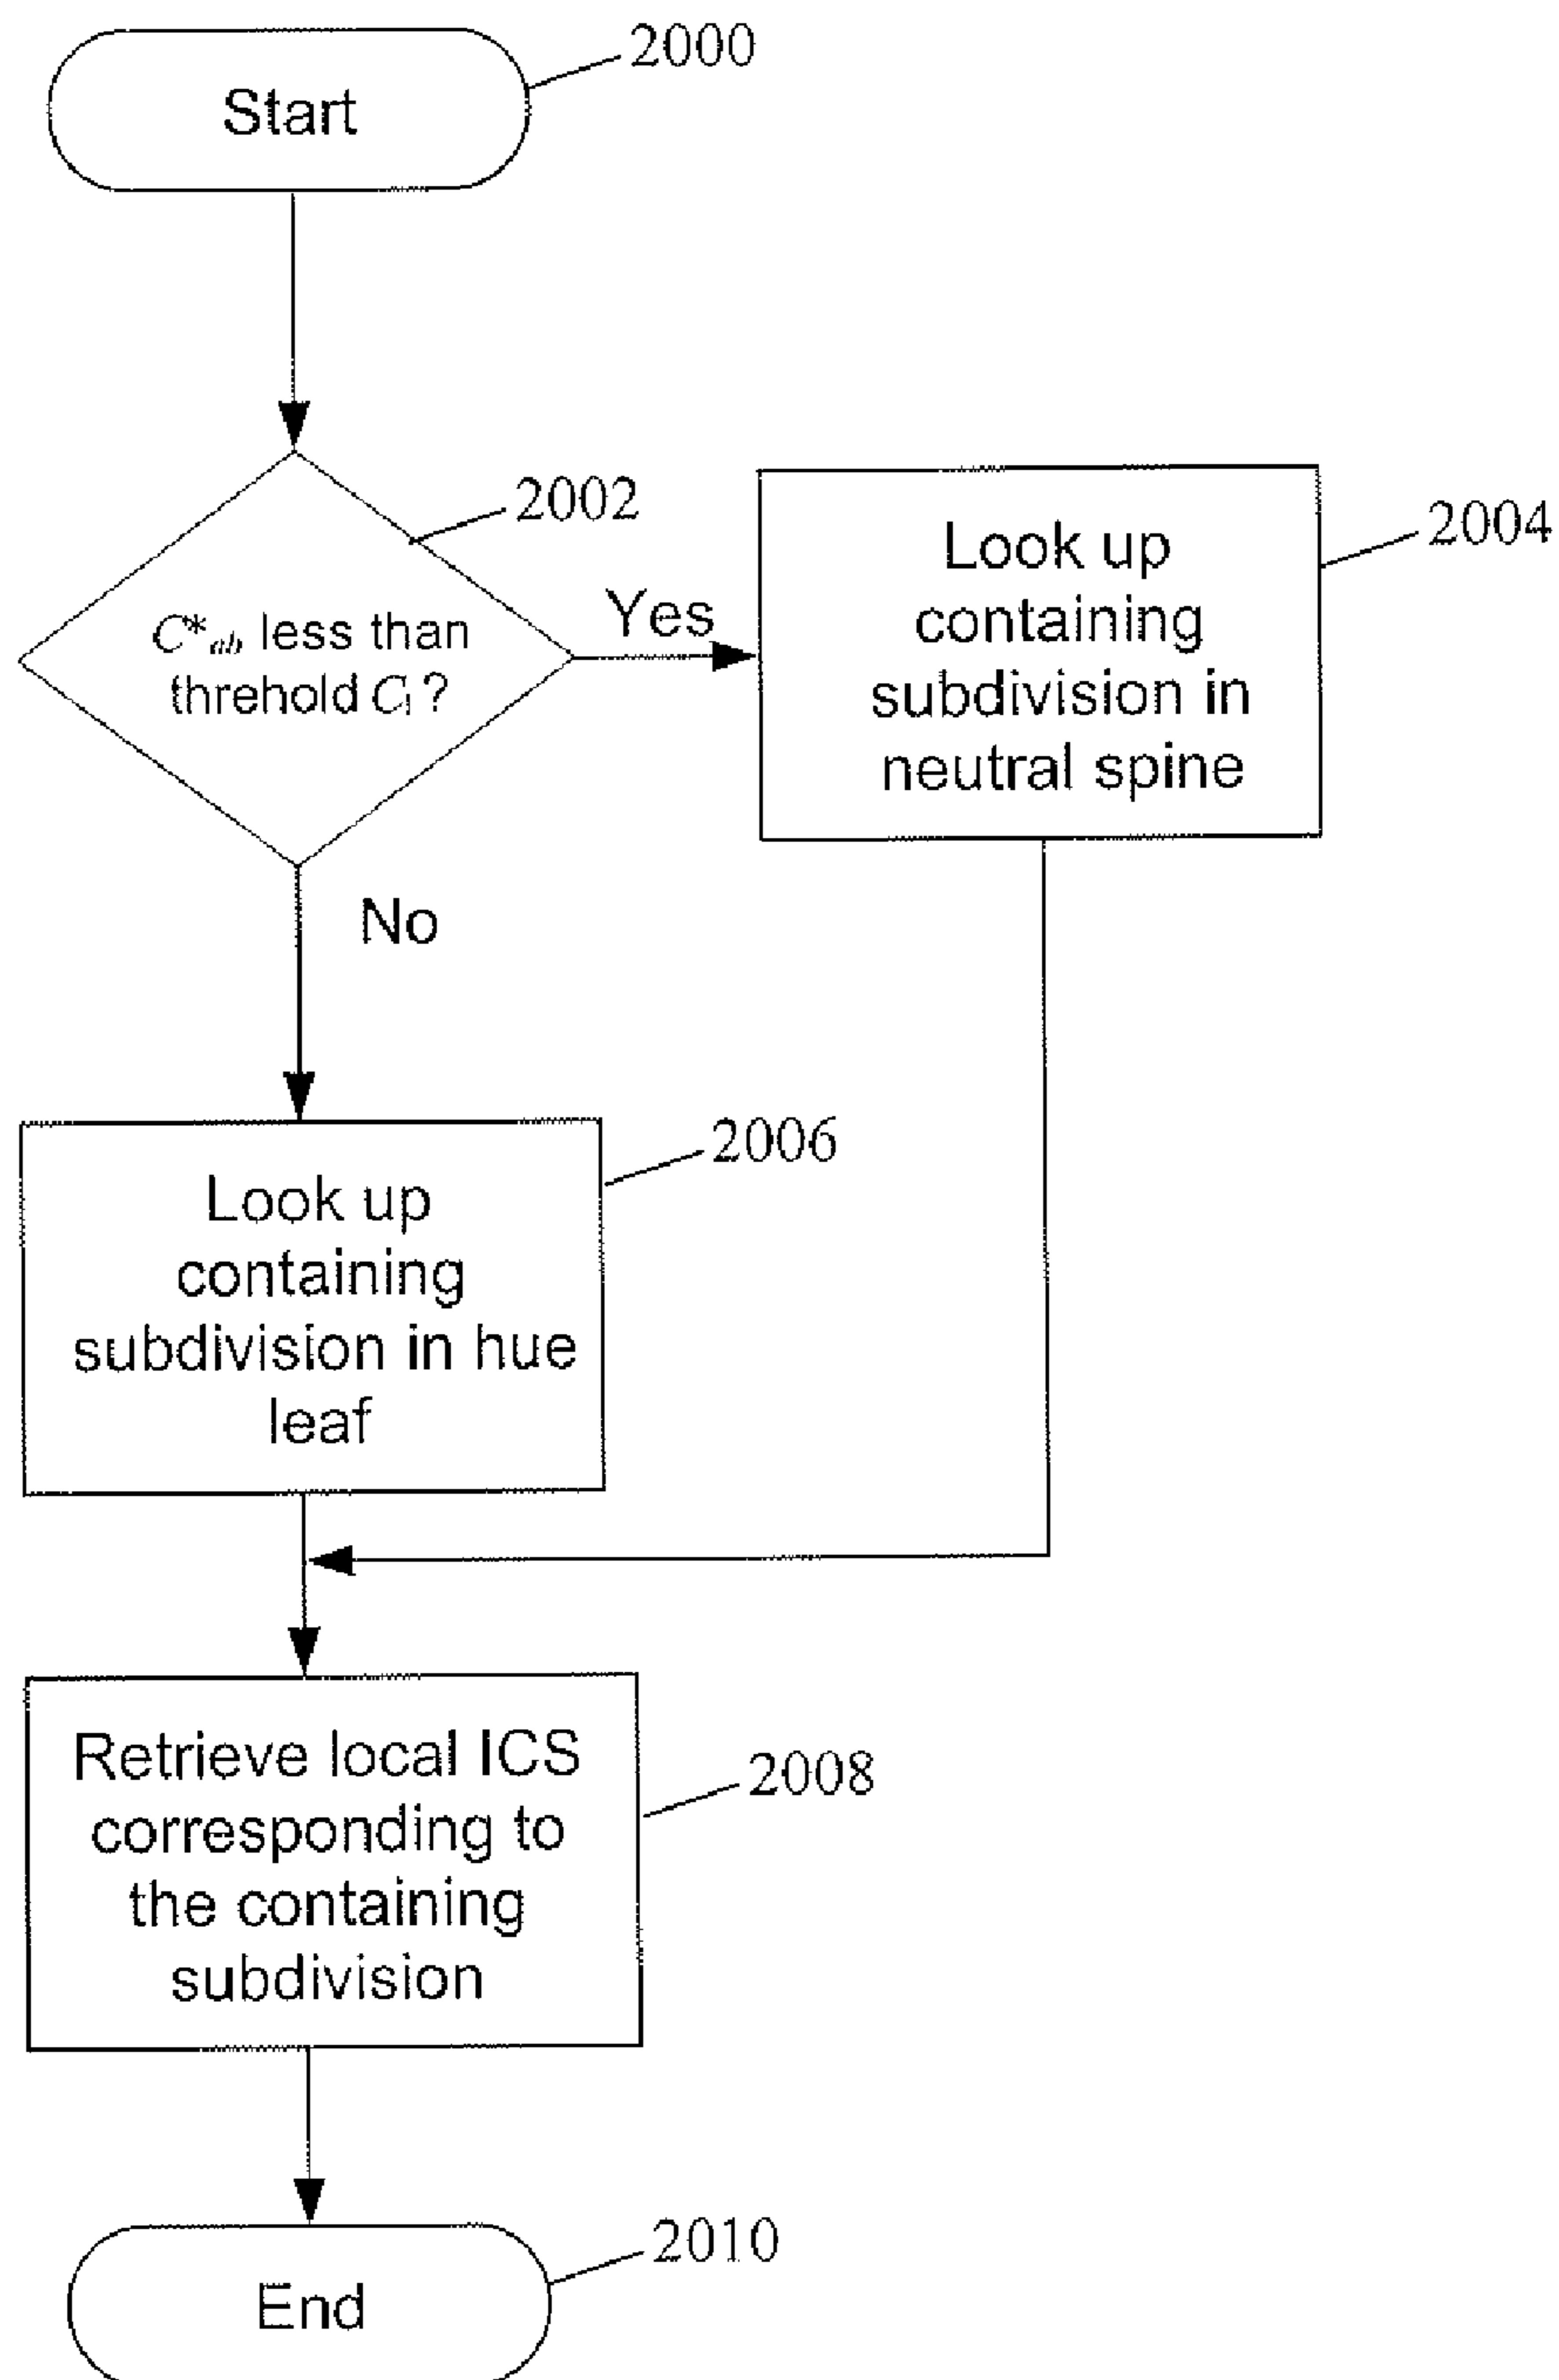 2000
Start
2002
C*ab less than
threhold C1 ?
Yes
2004
Look up
containing
subdivision in
neutral spine
No
2006
Look up
containing
subdivision in hue
leaf
Retrieve local ICS
corresponding to
the containing
subdivision
2008
2010
End